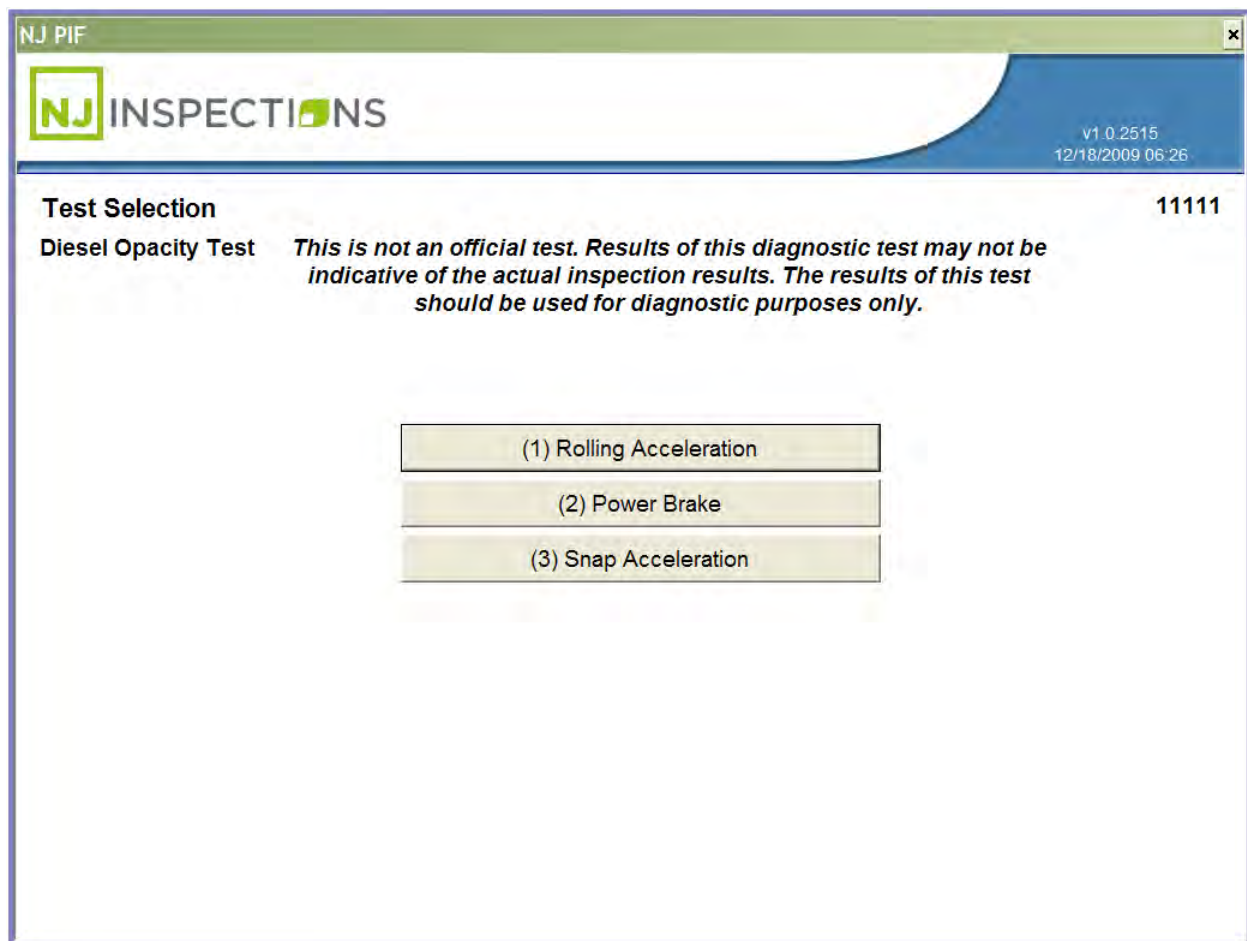 NJ PIF
NJ INSPECTIONS
v1.0.2515
12/18/2009 06:26
Test Selection
11111
Diesel Opacity Test
This is not an official test. Results of this diagnostic test may not be
indicative of the actual inspection results. The results of this test
should be used for diagnostic purposes only.
(1) Rolling Acceleration
(2) Power Brake
(3) Snap Acceleration